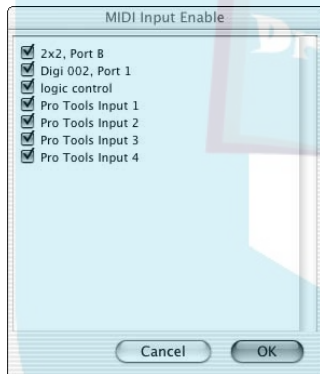 MIDI Input Enable
2x2, Port B
Digi 002, Port 1
logic control
Pro Tools Input 1
Pro Tools Input 2
Pro Tools Input 3
Pro Tools Input 4
Dr
Cancel OK